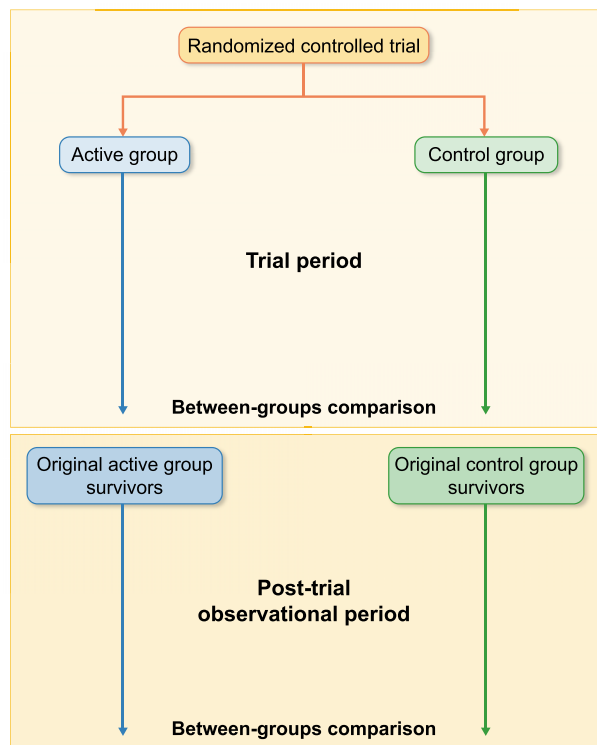 Randomized controlled trial
Active group
Control group
Trial period
Between-groups comparison
Original active group
survivors
Original control group
survivors
Post-trial
observational period
Between-groups comparison